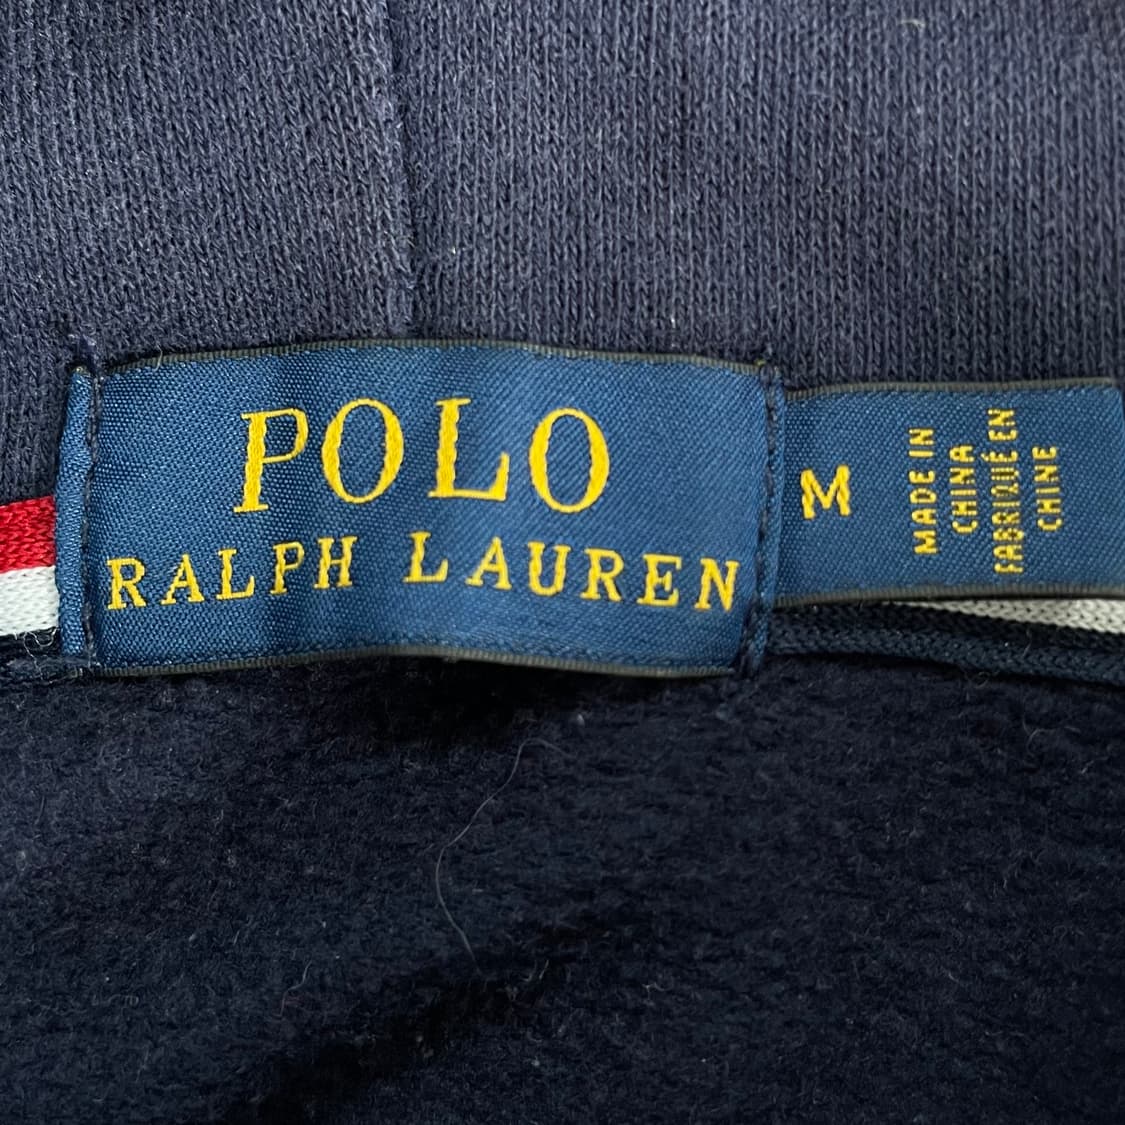 POLO
RALPH LAUREN
M
MADE IN
CHINA
FABRIQUÉ EN
CHINE